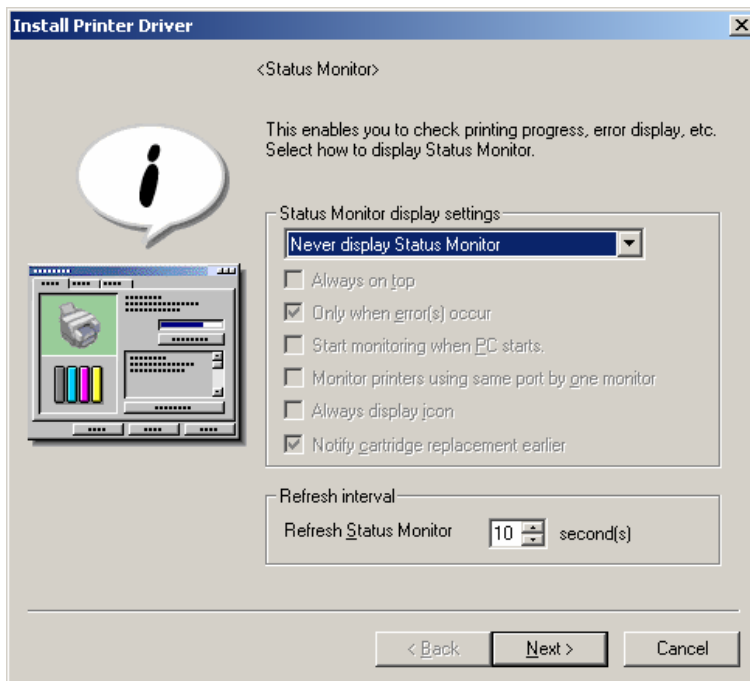 Install Printer Driver
<Status Monitor>
This enables you to check printing progress, error display, etc.
Select how to display Status Monitor.
Status Monitor display settings
Never display Status Monitor
Always on top
Only when error(s) occur
Start monitoring when PC starts.
Monitor printers using same port by one monitor
Always display icon
Notify cartridge replacement earlier
Refresh interval
Refresh Status Monitor 10 second(s)
< Back Next > Cancel